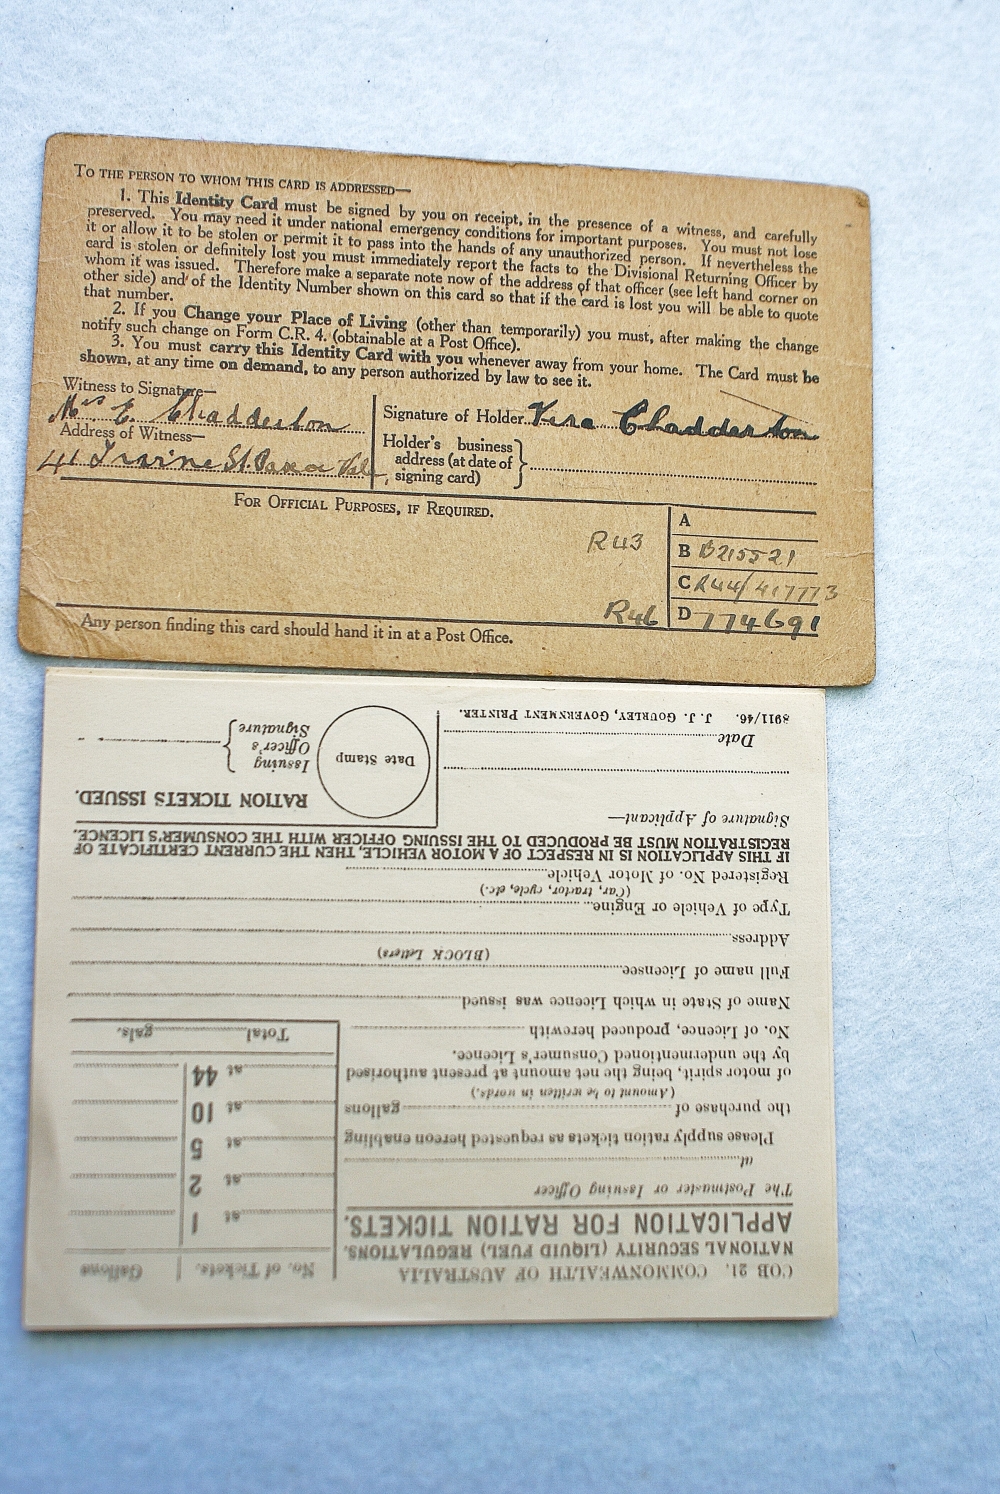 TO THE PERSON TO WHOM THIS CARD IS ADDRESSED—
1. This Identity Card must be signed by you on receipt, in the presence of a witness, and carefully
preserved. You may need it under national emergency conditions for important purposes. You must not lose
it or allow it to be stolen or permit it to pass into the hands of any unauthorized person. If nevertheless the
card is stolen or definitely lost you must immediately report the facts to the Divisional Returning Officer by
whom it was issued. Therefore make a separate note now of the address of that officer (see left hand corner on
other side) and of the Identity Number shown on this card so that if the card is lost you will be able to quote
that number.
2. If you Change your Place of Living (other than temporarily) you must, after making the change
notify such change on Form C.R. 4. (obtainable at a Post Office).
3. You must carry this Identity Card with you whenever away from your home. The Card must be
shown, at any time on demand, to any person authorized by law to see it.
Witness to Signature—
Mrs E. Chadderton
Address of Witness—
41 Irvine St. Vale
Signature of Holder Vera Chadderton
Holder's business
address (at date of
signing card)
FOR OFFICIAL PURPOSES, IF REQUIRED.
R43
R46
A
B B215521
C R44/417773
D 774691
Any person finding this card should hand it in at a Post Office.
COB 21. COMMONWEALTH OF AUSTRALIA
NATIONAL SECURITY (LIQUID FUEL) REGULATIONS.
APPLICATION FOR RATION TICKETS.
The Postmaster or Issuing Officer
at
Please supply ration tickets as requested hereon enabling
the purchase of gallons
(Amount to be written in words.)
of motor spirit, being the net amount at present authorised
by the undermentioned Consumer's Licence.
No. of Licence, produced herewith
No. of Tickets. Gallons
at 1
at 2
at 5
at 10
at 44
Total gals.
Name of State in which Licence was issued
Full name of Licensee
(BLOCK Letters)
Address
Type of Vehicle or Engine
(Car, tractor, cycle, etc.)
Registered No. of Motor Vehicle
IF THIS APPLICATION IS IN RESPECT OF A MOTOR VEHICLE, THEN THE CURRENT CERTIFICATE OF
REGISTRATION MUST BE PRODUCED TO THE ISSUING OFFICER WITH THE CONSUMER'S LICENCE.
Signature of Applicant—
Date
8911/46. J. J. GOURLEY, GOVERNMENT PRINTER.
RATION TICKETS ISSUED.
Date Stamp
Issuing
Officer's
Signature